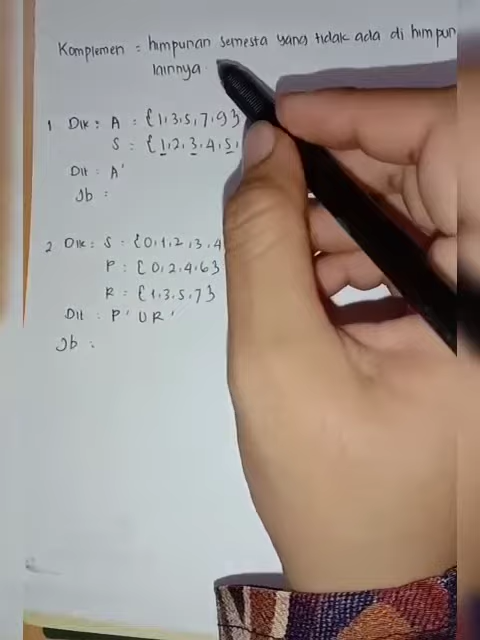 Komplemen = himpunan semesta yang tidak ada di himpun
lainnya.
1 Dik : A = {1,3,5,7,9}
S = {1,2,3,4,5,
Dit : A'
Jb :
2 Dik : S : {0,1,2,3,4
P : {0,2,4,6}
R = {1,3,5,7}
Dit : P' U R'
Jb :